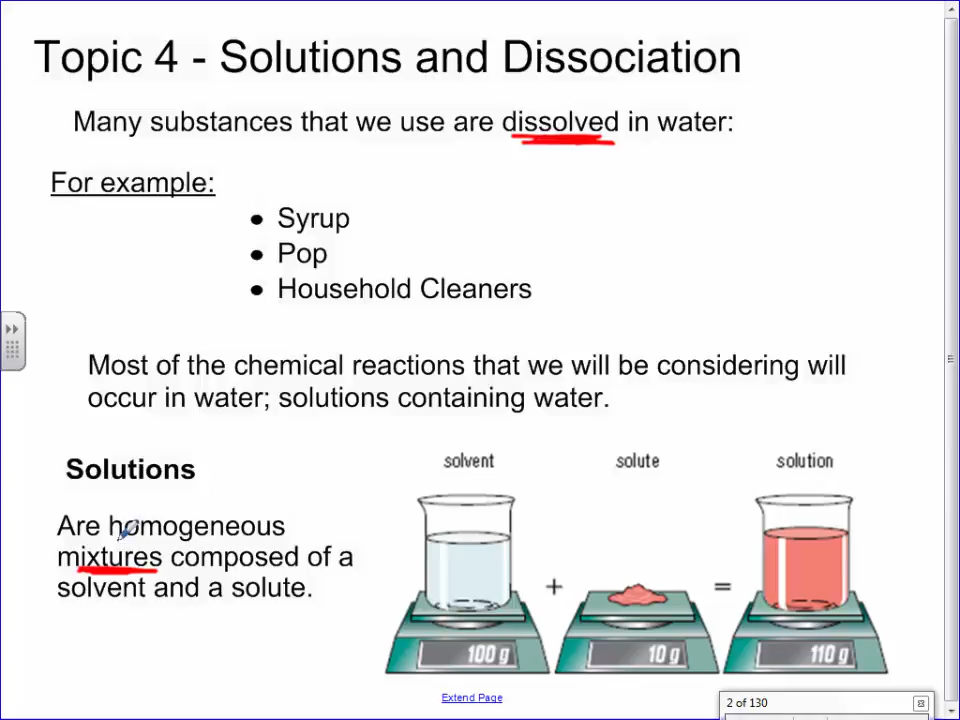 Topic 4 - Solutions and Dissociation
Many substances that we use are dissolved in water:
For example:
• Syrup
• Pop
• Household Cleaners
Most of the chemical reactions that we will be considering will
occur in water; solutions containing water.
Solutions
Are homogeneous
mixtures composed of a
solvent and a solute.
solvent solute solution
+ =
100 g 10 g 110 g
Extend Page
2 of 130